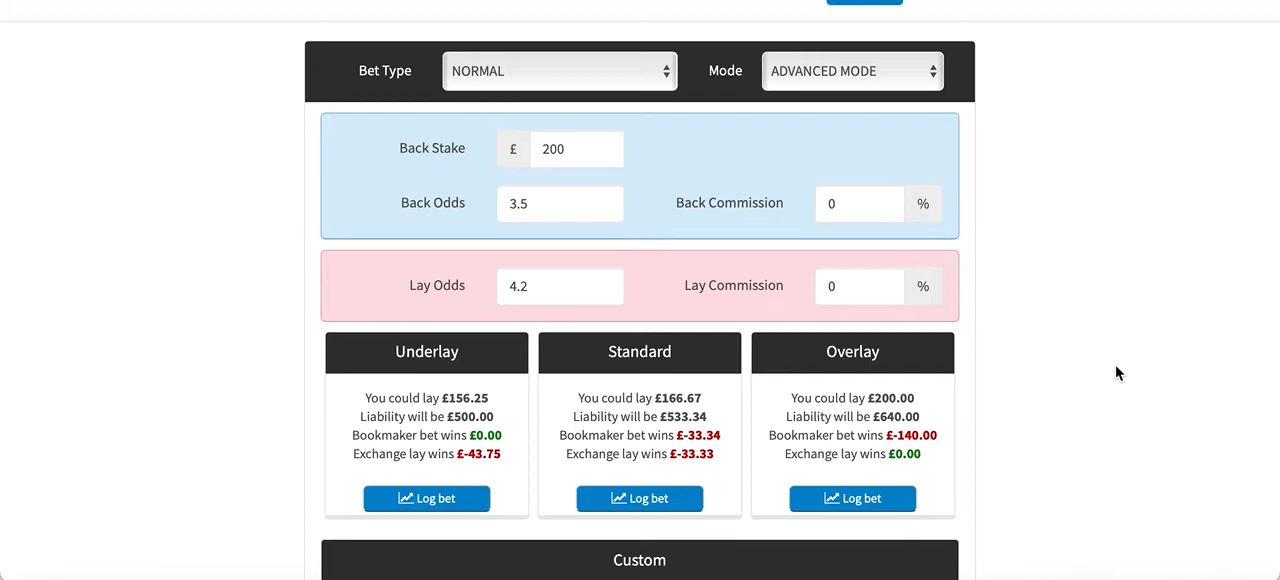 Bet Type NORMAL Mode ADVANCED MODE
Back Stake £ 200
Back Odds 3.5 Back Commission 0 %
Lay Odds 4.2 Lay Commission 0 %
Underlay
You could lay £156.25
Liability will be £500.00
Bookmaker bet wins £0.00
Exchange lay wins £-43.75
Log bet
Standard
You could lay £166.67
Liability will be £533.34
Bookmaker bet wins £-33.34
Exchange lay wins £-33.33
Log bet
Overlay
You could lay £200.00
Liability will be £640.00
Bookmaker bet wins £-140.00
Exchange lay wins £0.00
Log bet
Custom